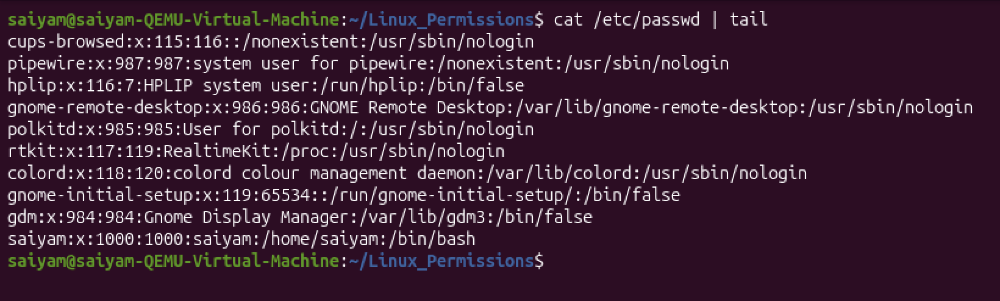 saiyam@saiyam-QEMU-Virtual-Machine:~/Linux_Permissions$ cat /etc/passwd | tail
cups-browsed:x:115:116::/nonexistent:/usr/sbin/nologin
pipewire:x:987:987:system user for pipewire:/nonexistent:/usr/sbin/nologin
hplip:x:116:7:HPLIP system user:/run/hplip:/bin/false
gnome-remote-desktop:x:986:986:GNOME Remote Desktop:/var/lib/gnome-remote-desktop:/usr/sbin/nologin
polkitd:x:985:985:User for polkitd:/:/usr/sbin/nologin
rtkit:x:117:119:RealtimeKit:/proc:/usr/sbin/nologin
colord:x:118:120:colord colour management daemon:/var/lib/colord:/usr/sbin/nologin
gnome-initial-setup:x:119:65534::/run/gnome-initial-setup/:/bin/false
gdm:x:984:984:Gnome Display Manager:/var/lib/gdm3:/bin/false
saiyam:x:1000:1000:saiyam:/home/saiyam:/bin/bash
saiyam@saiyam-QEMU-Virtual-Machine:~/Linux_Permissions$